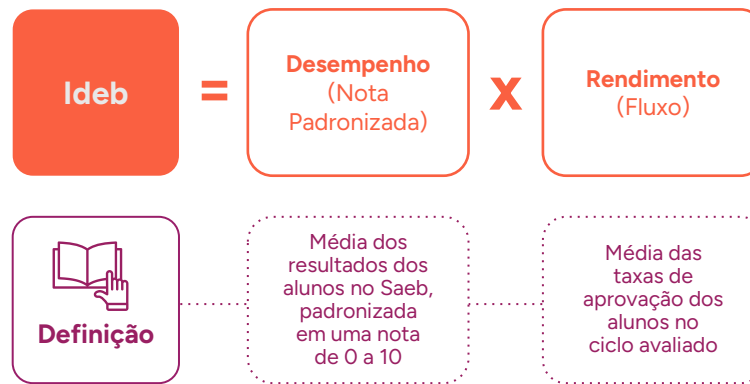 Ideb
=
Desempenho
(Nota
Padronizada)
x
Rendimento
(Fluxo)
Definição
Média dos
resultados dos
alunos no Saeb,
padronizada
em uma nota
de 0 a 10
Média das
taxas de
aprovação dos
alunos no
ciclo avaliado